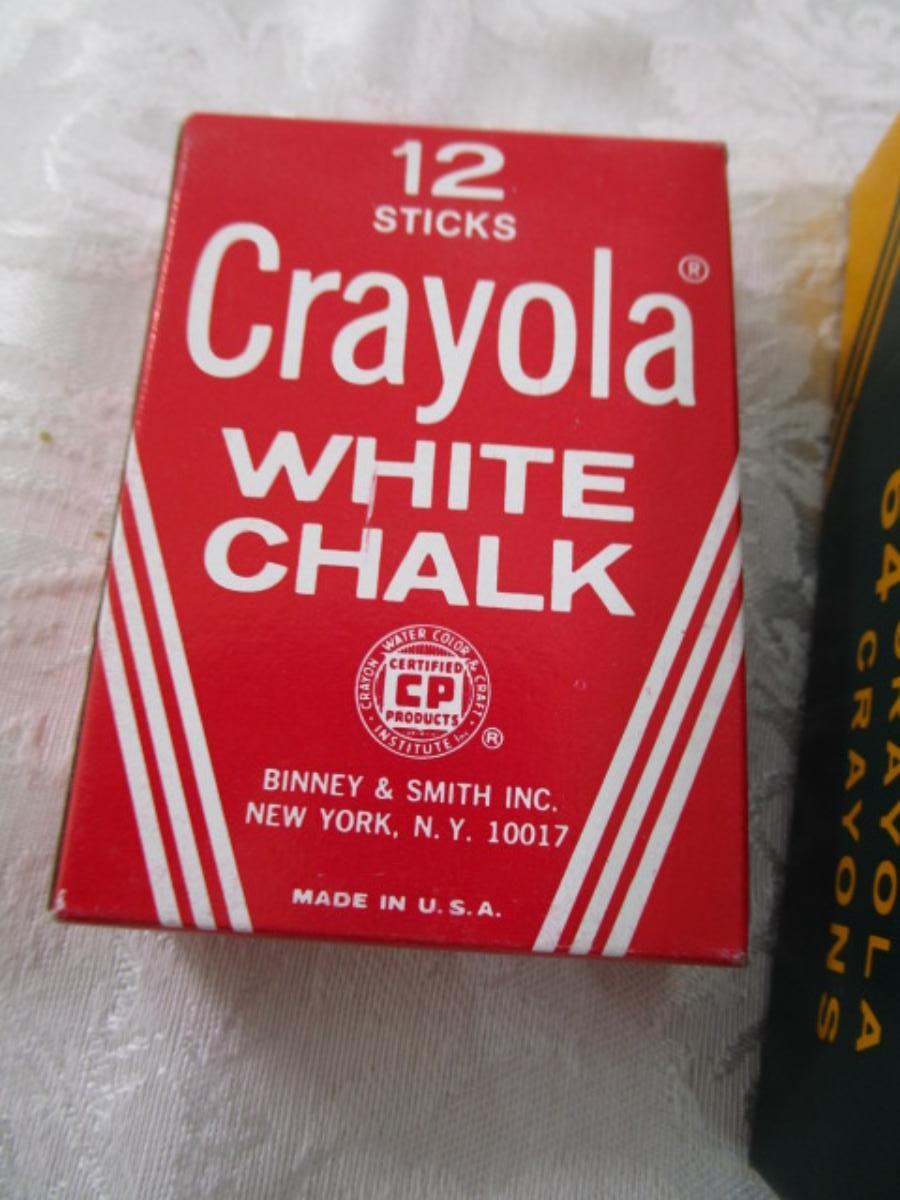 12
STICKS
Crayola®
WHITE
CHALK
CRAYON, WATER COLOR & CRAFT
CERTIFIED
CP
PRODUCTS
INSTITUTE Inc
®
BINNEY & SMITH INC.
NEW YORK, N.Y. 10017
MADE IN U.S.A.
64 CRAYOLA
CRAYONS